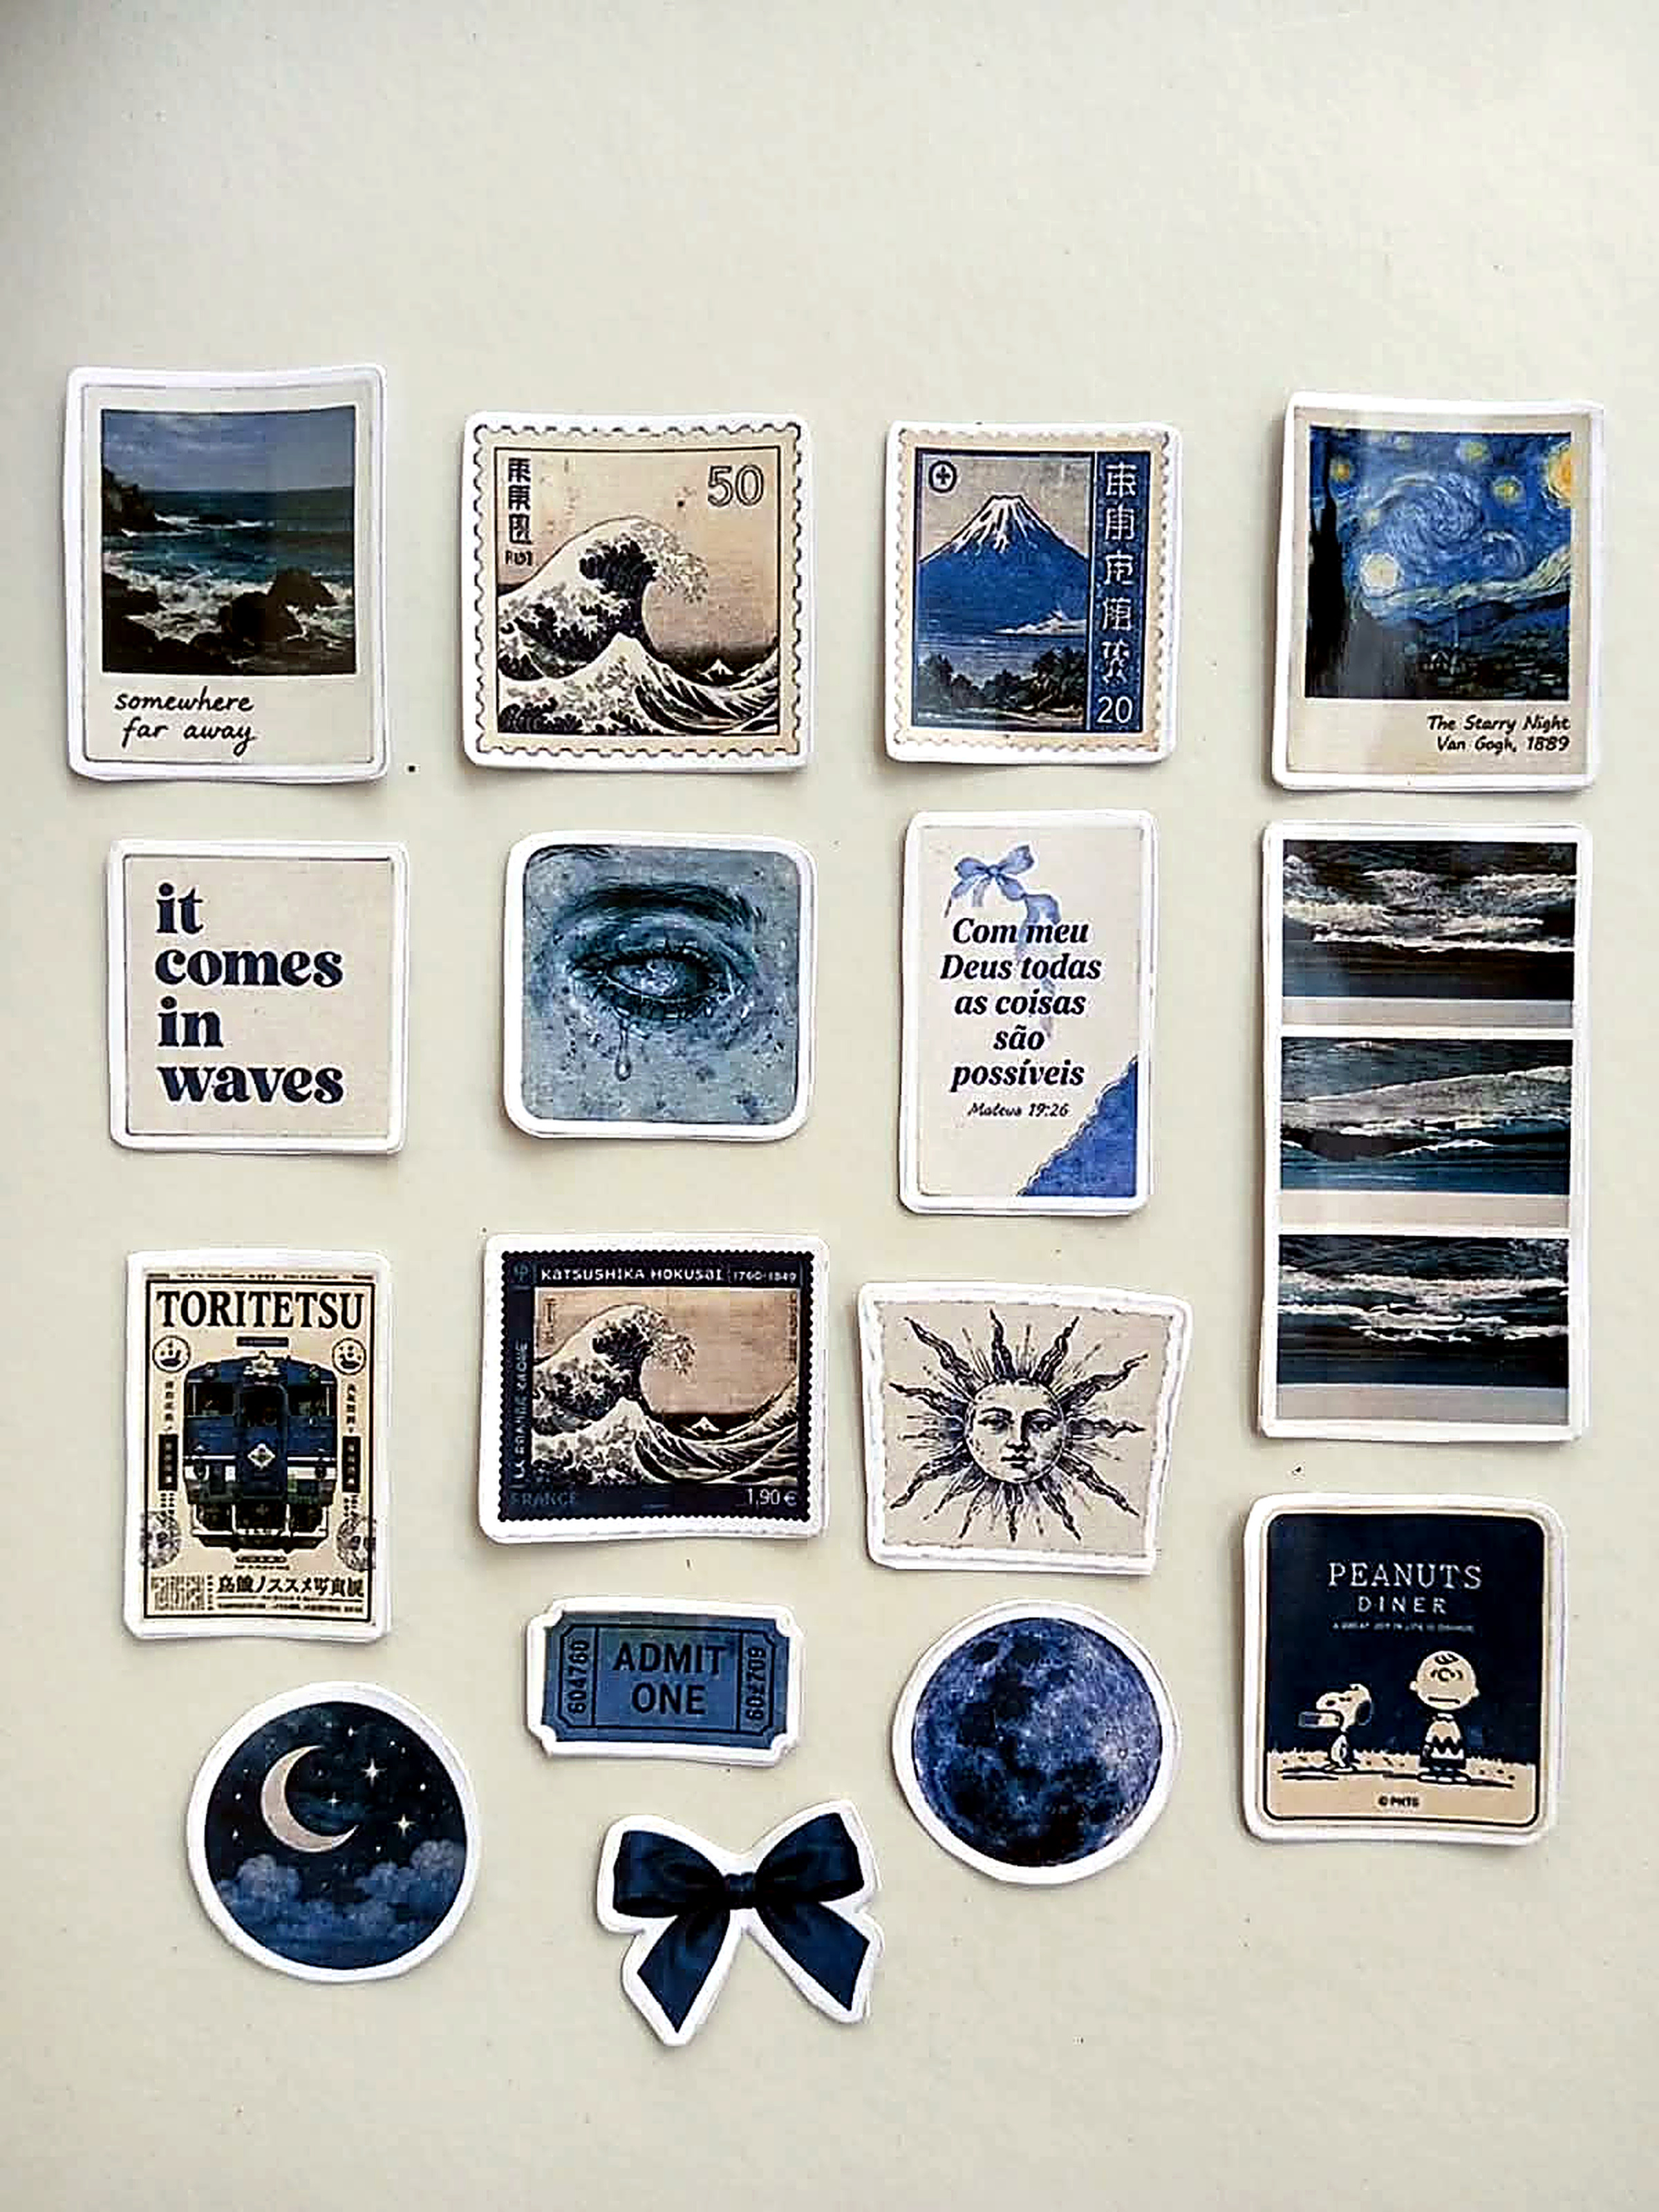 somewhere
far away
50
20
The Starry Night
Van Gogh, 1889
it
comes
in
waves
Com meu
Deus todas
as coisas
são
possíveis
Mateus 19:26
TORITETSU
KATSUSHIKA HOKUSAI 1760-1849
FRANCE
1,90 €
PEANUTS
DINER
© PNTS
604760
ADMIT
ONE